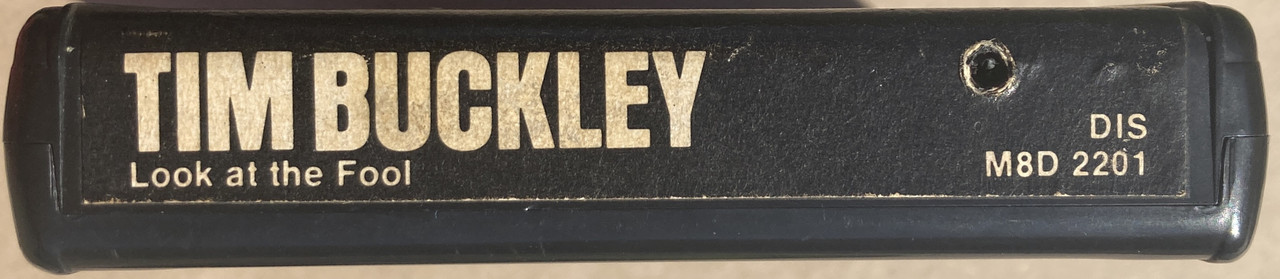 TIM BUCKLEY
Look at the Fool
DIS
M8D 2201